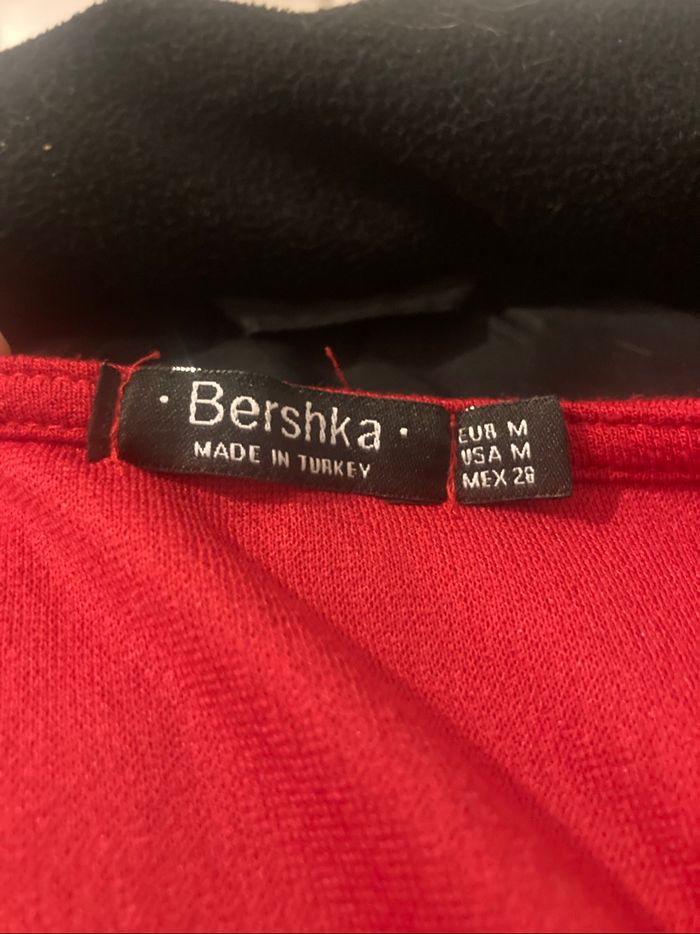 · Bershka ·
MADE IN TURKEY
EUR M
USA M
MEX 28